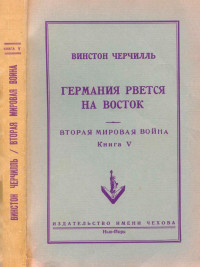 КНИГА V
ВИНСТОН ЧЕРЧИЛЛЬ / ВТОРАЯ МИРОВАЯ ВОЙНА
ВИНСТОН ЧЕРЧИЛЛЬ
ГЕРМАНИЯ РВЕТСЯ
НА ВОСТОК
ВТОРАЯ МИРОВАЯ ВОЙНА
Книга V
ИЗДАТЕЛЬСТВО ИМЕНИ ЧЕХОВА
Нью-Йорк